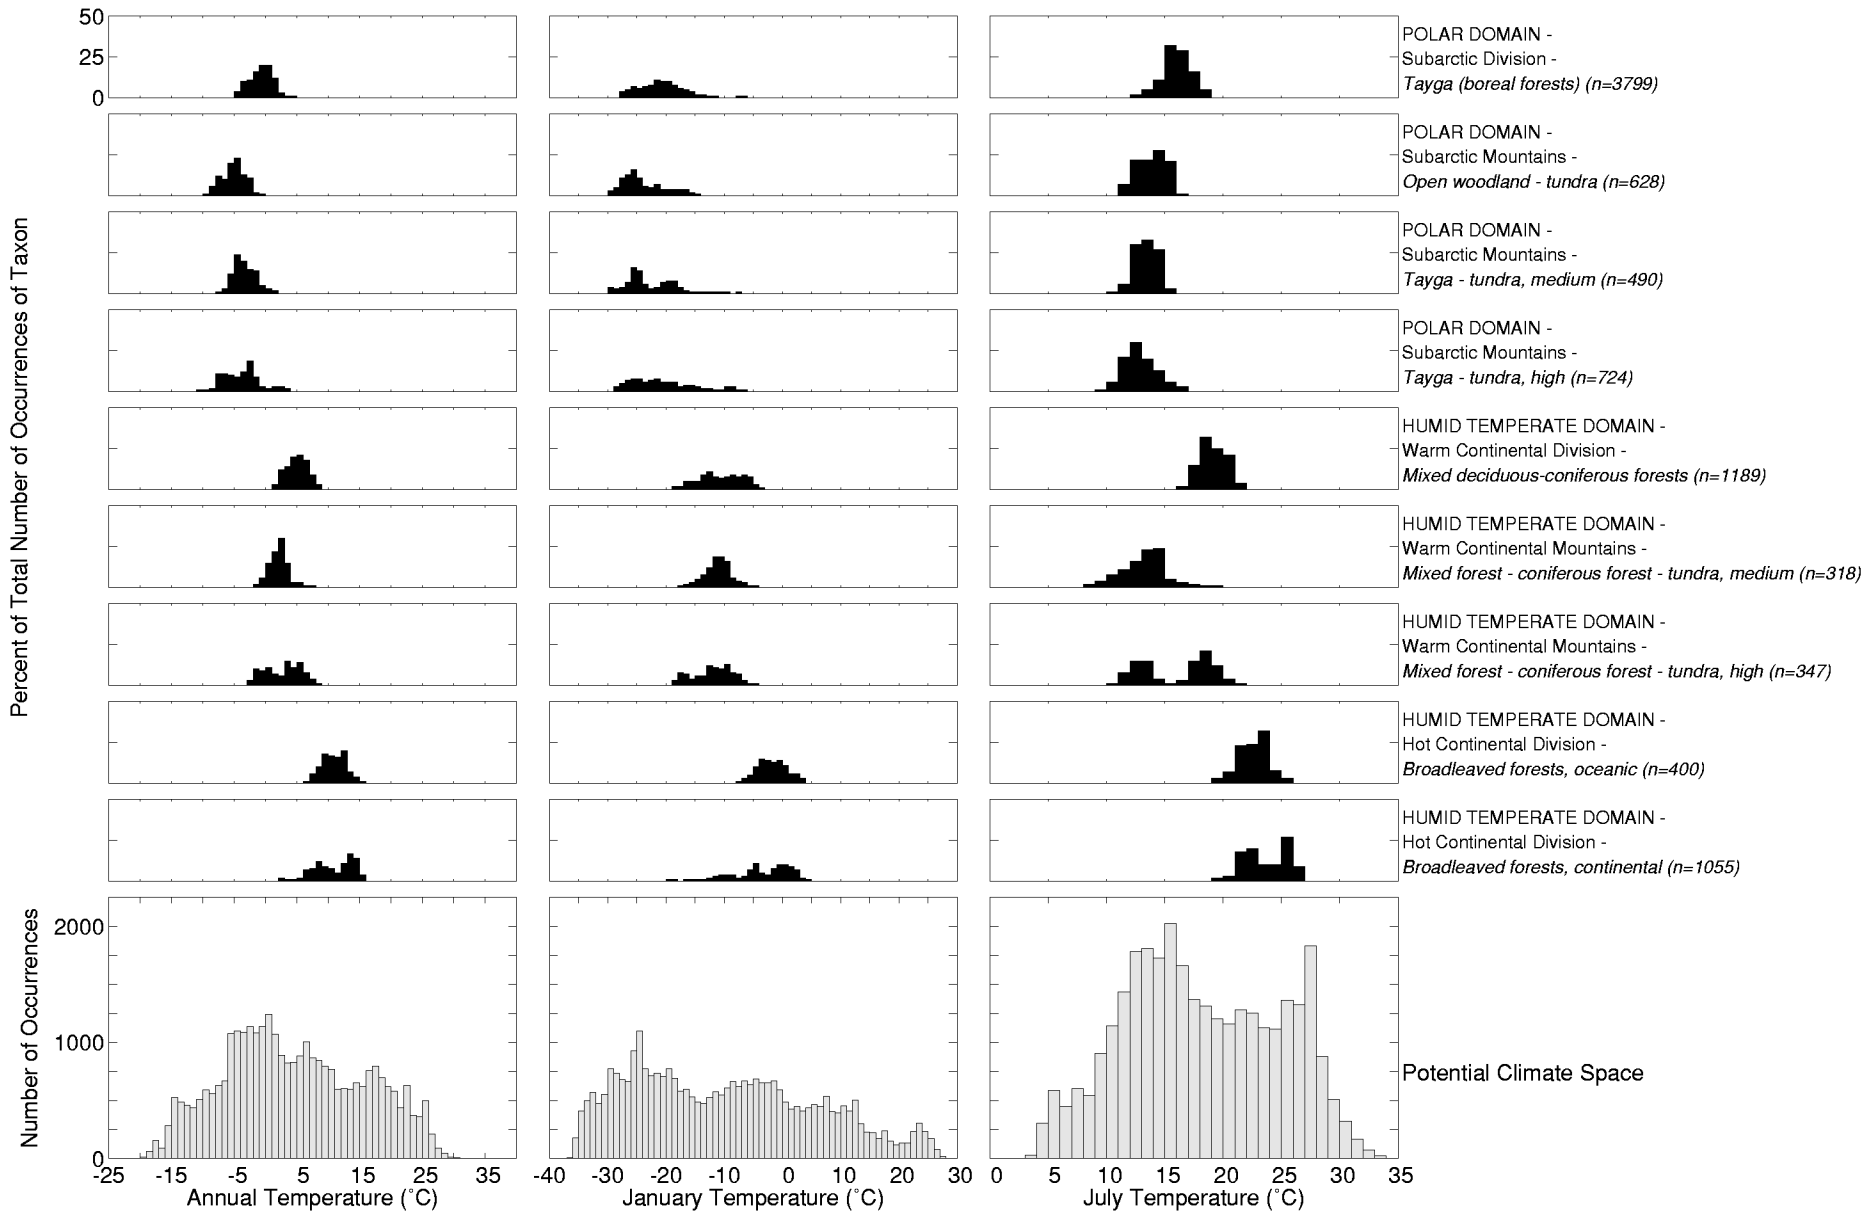 50
25
0
POLAR DOMAIN -
Subarctic Division -
Tayga (boreal forests) (n=3799)
POLAR DOMAIN -
Subarctic Mountains -
Open woodland - tundra (n=628)
POLAR DOMAIN -
Subarctic Mountains -
Tayga - tundra, medium (n=490)
POLAR DOMAIN -
Subarctic Mountains -
Tayga - tundra, high (n=724)
HUMID TEMPERATE DOMAIN -
Warm Continental Division -
Mixed deciduous-coniferous forests (n=1189)
HUMID TEMPERATE DOMAIN -
Warm Continental Mountains -
Mixed forest - coniferous forest - tundra, medium (n=318)
HUMID TEMPERATE DOMAIN -
Warm Continental Mountains -
Mixed forest - coniferous forest - tundra, high (n=347)
HUMID TEMPERATE DOMAIN -
Hot Continental Division -
Broadleaved forests, oceanic (n=400)
HUMID TEMPERATE DOMAIN -
Hot Continental Division -
Broadleaved forests, continental (n=1055)
Percent of Total Number of Occurrences of Taxon
Number of Occurrences
2000
1000
0
Potential Climate Space
-25 -15 -5 5 15 25 35
-40 -30 -20 -10 0 10 20 30
0 5 10 15 20 25 30 35
Annual Temperature (˚C)
January Temperature (˚C)
July Temperature (˚C)